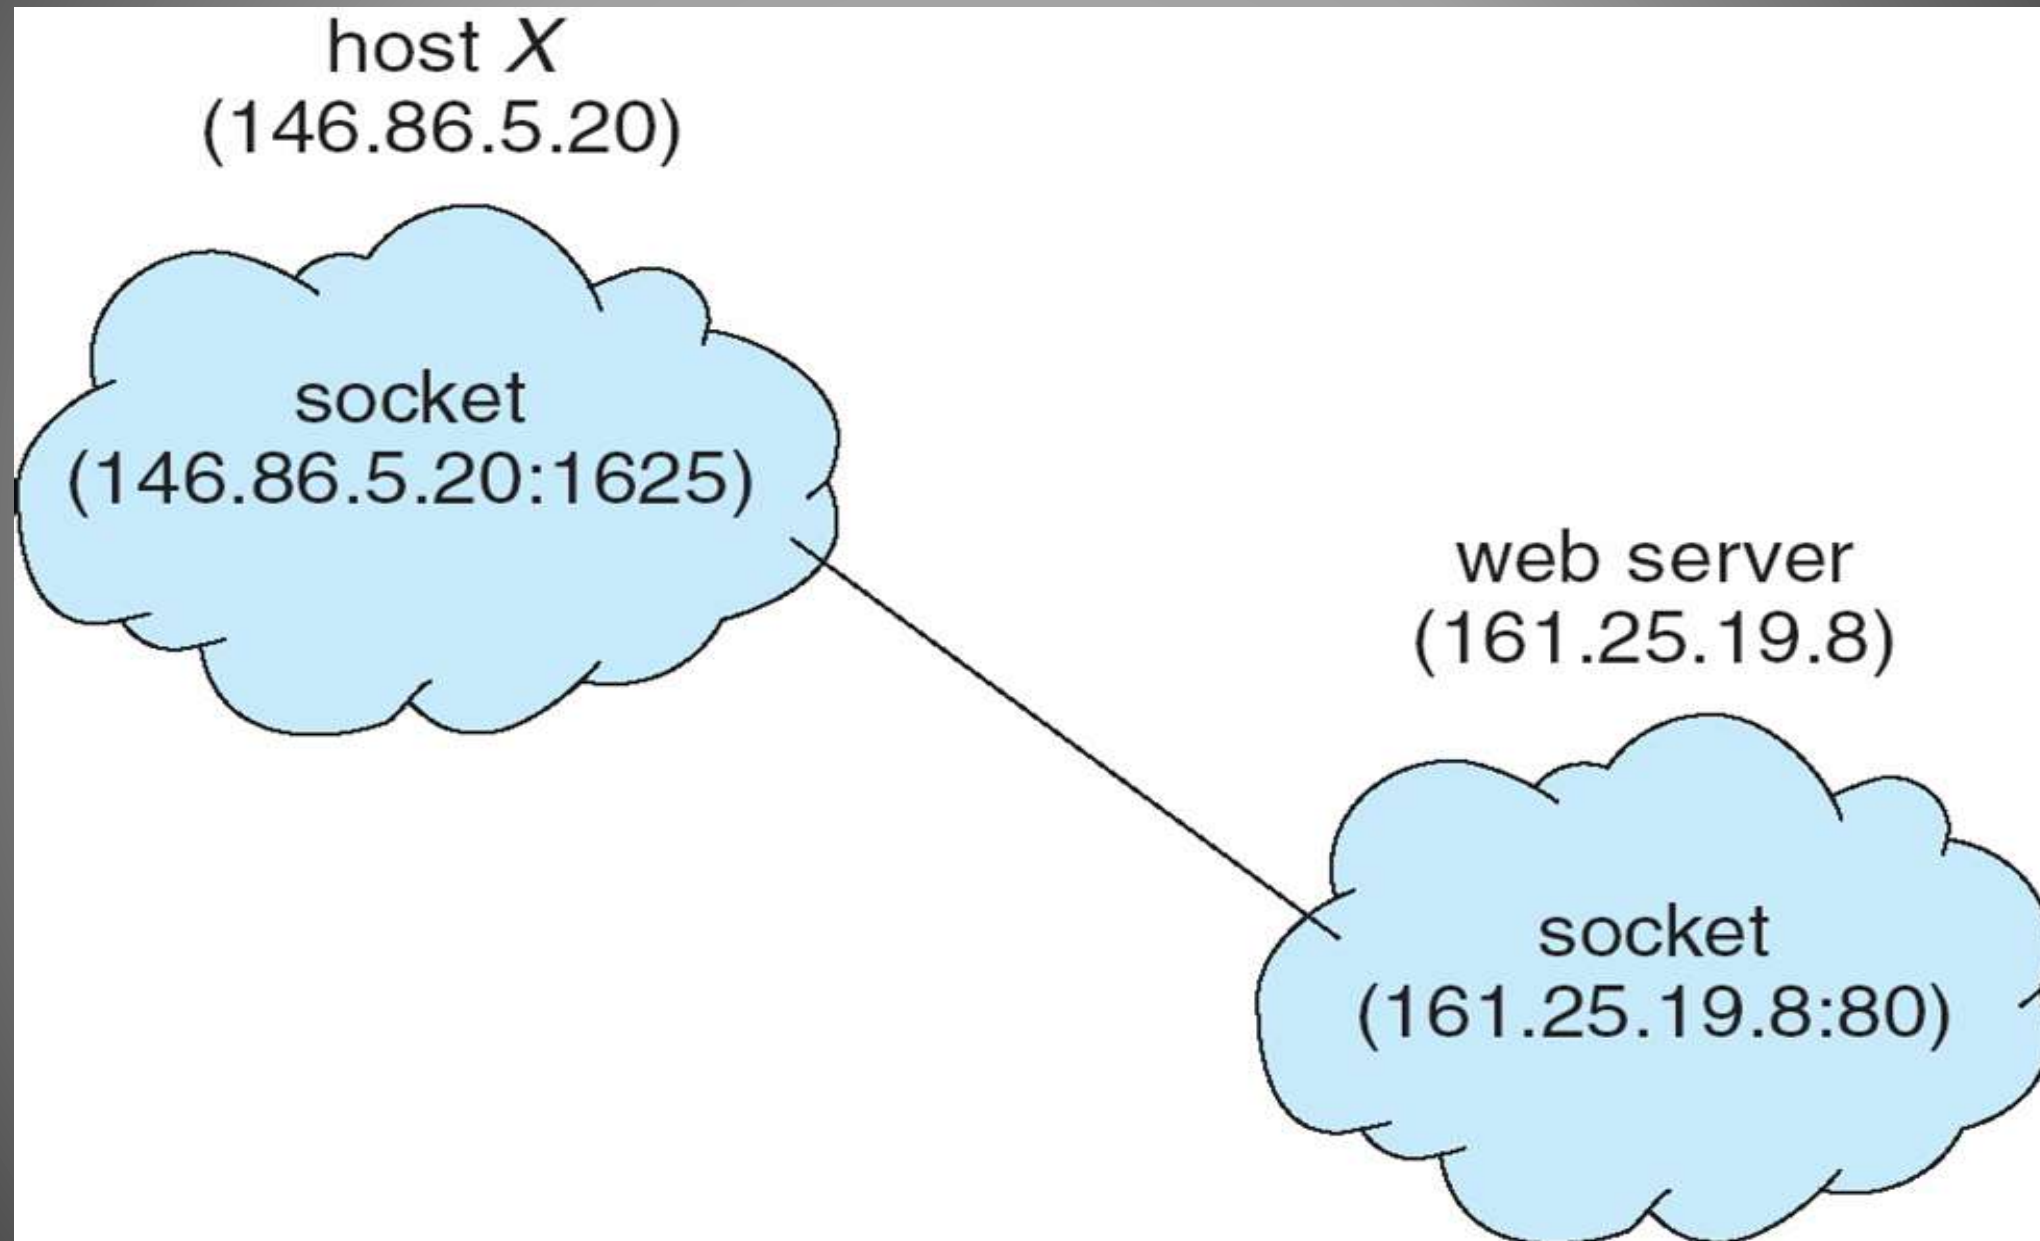 host X
(146.86.5.20)
socket
(146.86.5.20:1625)
web server
(161.25.19.8)
socket
(161.25.19.8:80)